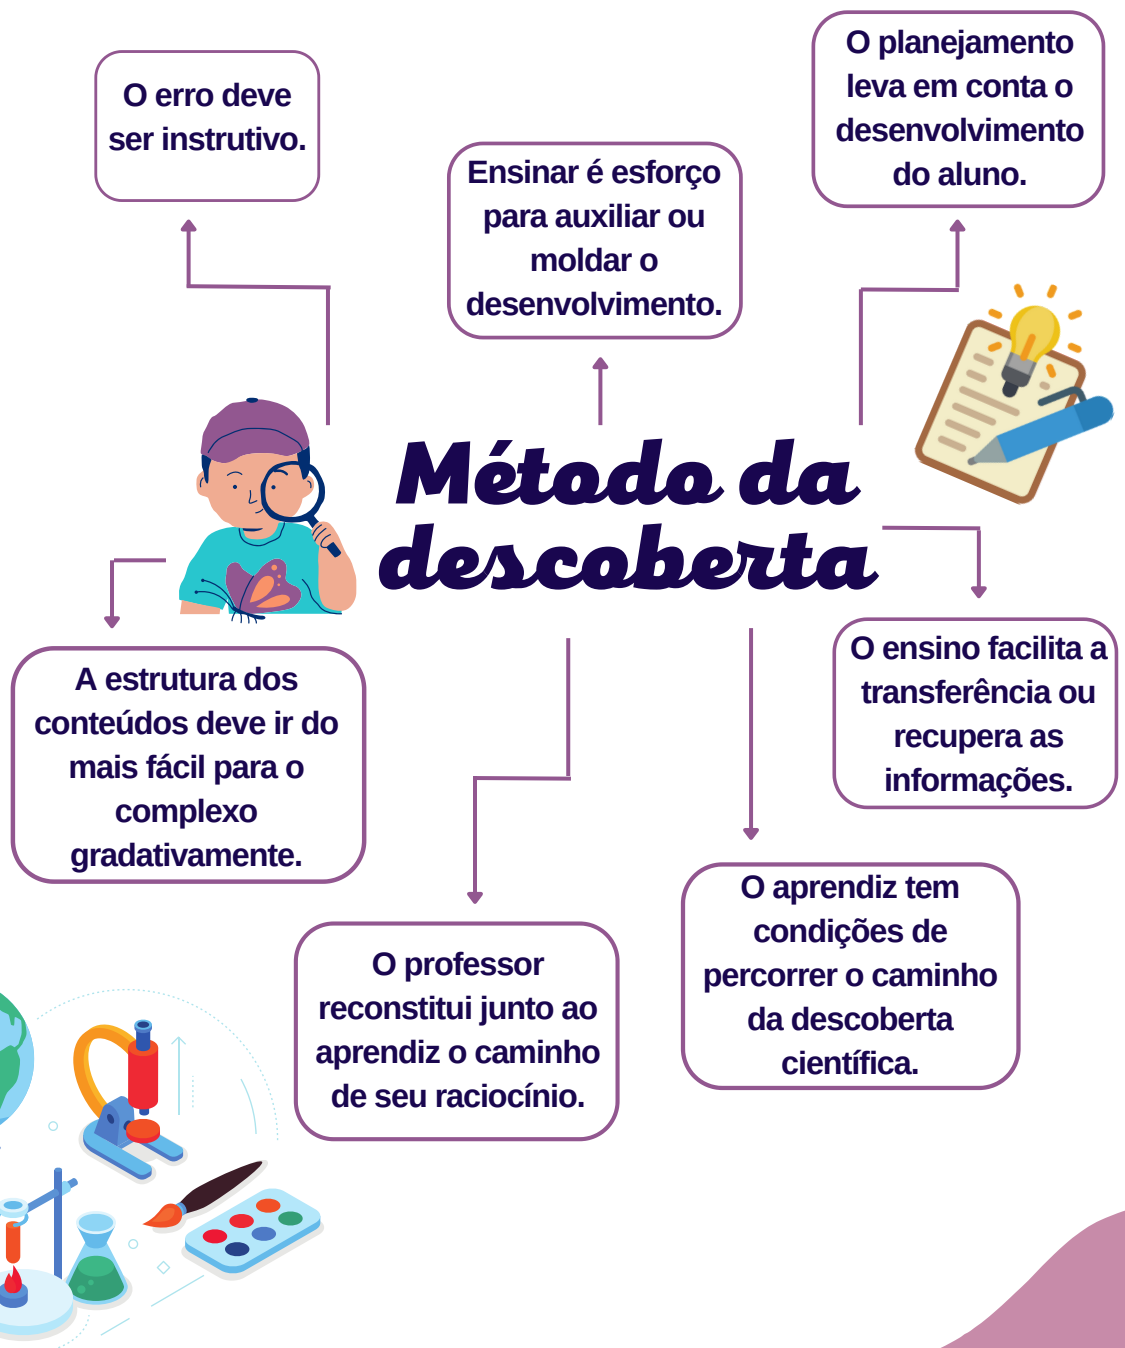 O erro deve
ser instrutivo.
Ensinar é esforço
para auxiliar ou
moldar o
desenvolvimento.
O planejamento
leva em conta o
desenvolvimento
do aluno.
Método da
descoberta
A estrutura dos
conteúdos deve ir do
mais fácil para o
complexo
gradativamente.
O professor
reconstitui junto ao
aprendiz o caminho
de seu raciocínio.
O aprendiz tem
condições de
percorrer o caminho
da descoberta
científica.
O ensino facilita a
transferência ou
recupera as
informações.